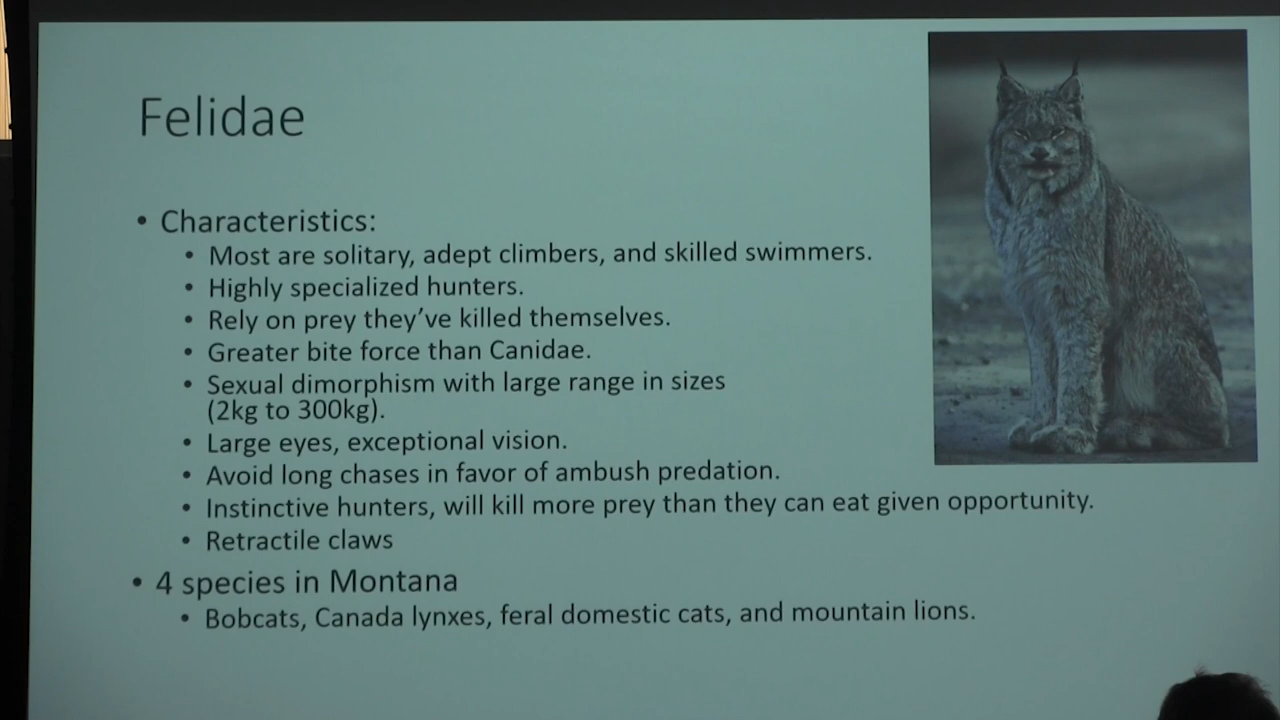 Felidae
• Characteristics:
• Most are solitary, adept climbers, and skilled swimmers.
• Highly specialized hunters.
• Rely on prey they’ve killed themselves.
• Greater bite force than Canidae.
• Sexual dimorphism with large range in sizes
(2kg to 300kg).
• Large eyes, exceptional vision.
• Avoid long chases in favor of ambush predation.
• Instinctive hunters, will kill more prey than they can eat given opportunity.
• Retractile claws
• 4 species in Montana
• Bobcats, Canada lynxes, feral domestic cats, and mountain lions.